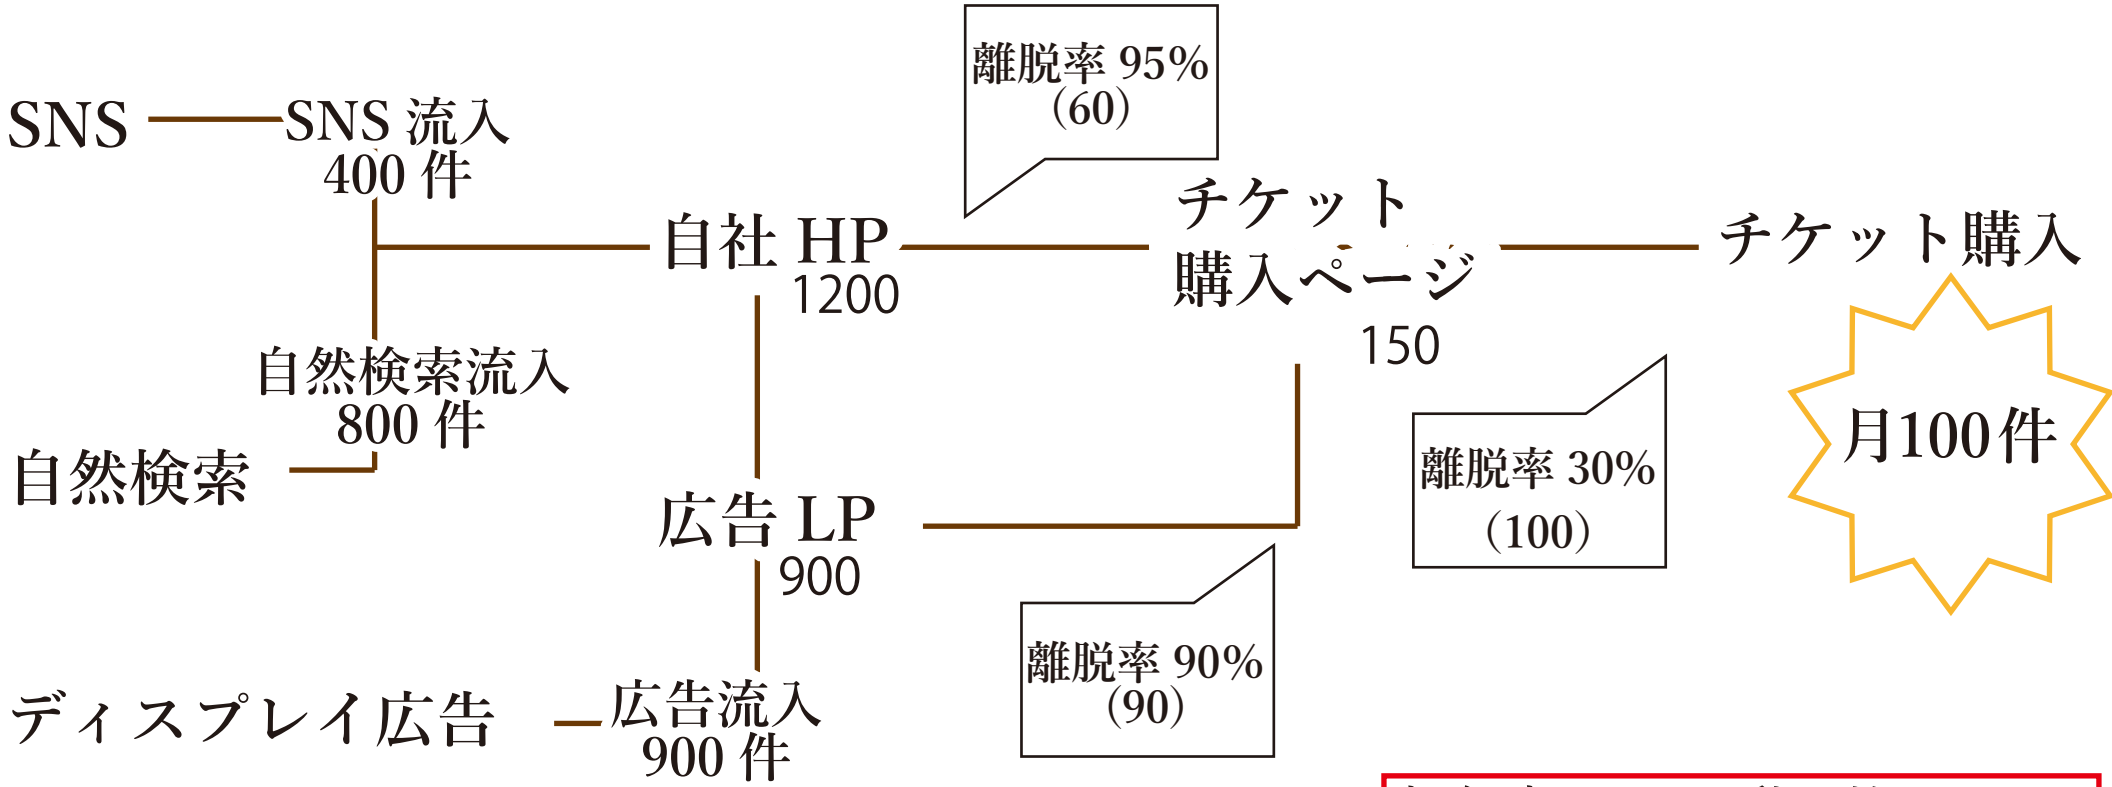 離脱率 95%
(60)
SNS
SNS 流入
400 件
チケット
購入ページ
150
自社 HP
1200
チケット購入
月100件
自然検索流入
800 件
自然検索
離脱率 30%
(100)
広告 LP
900
離脱率 90%
(90)
ディスプレイ広告
広告流入
900 件